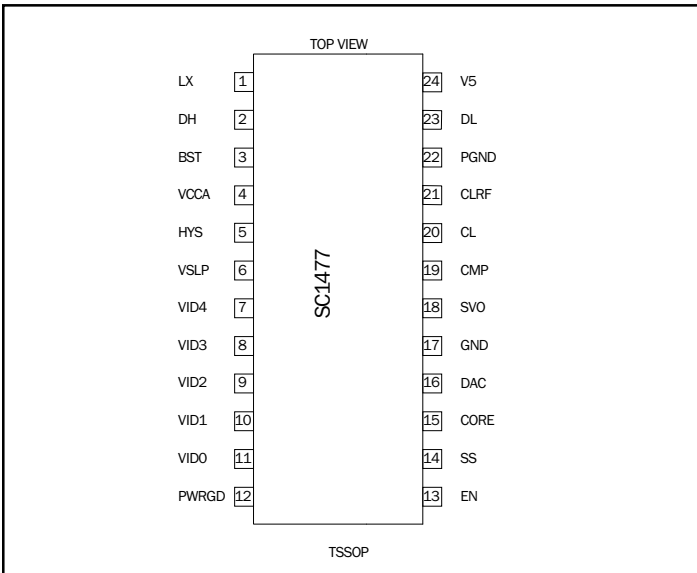 TOP VIEW
LX 1 24 V5
DH 2 23 DL
BST 3 22 PGND
VCCA 4 21 CLRF
HYS 5 20 CL
VSLP 6 19 CMP
VID4 7 18 SVO
VID3 8 17 GND
VID2 9 16 DAC
VID1 10 15 CORE
VID0 11 14 SS
PWRGD 12 13 EN
SC1477
TSSOP